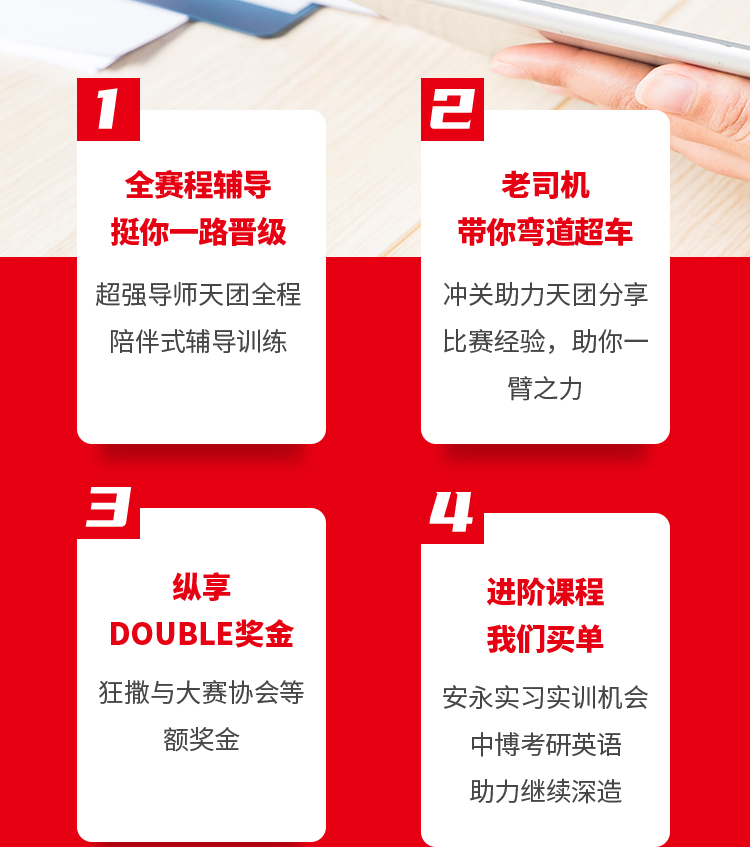 1
全赛程辅导
挺你一路晋级
超强导师天团全程
陪伴式辅导训练
2
老司机
带你弯道超车
冲关助力天团分享
比赛经验，助你一
臂之力
3
纵享
DOUBLE奖金
狂撒与大赛协会等
额奖金
4
进阶课程
我们买单
安永实习实训机会
中博考研英语
助力继续深造